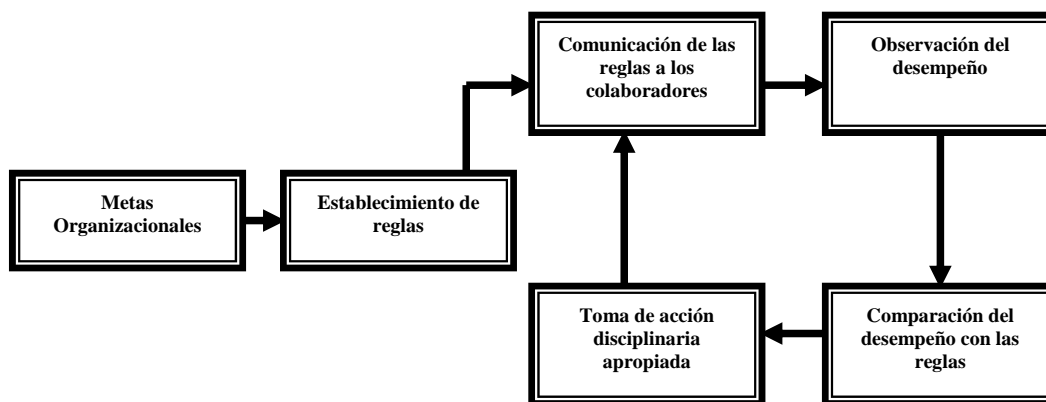 Metas
Organizacionales
Establecimiento de
reglas
Comunicación de las
reglas a los
colaboradores
Observación del
desempeño
Comparación del
desempeño con las
reglas
Toma de acción
disciplinaria
apropiada